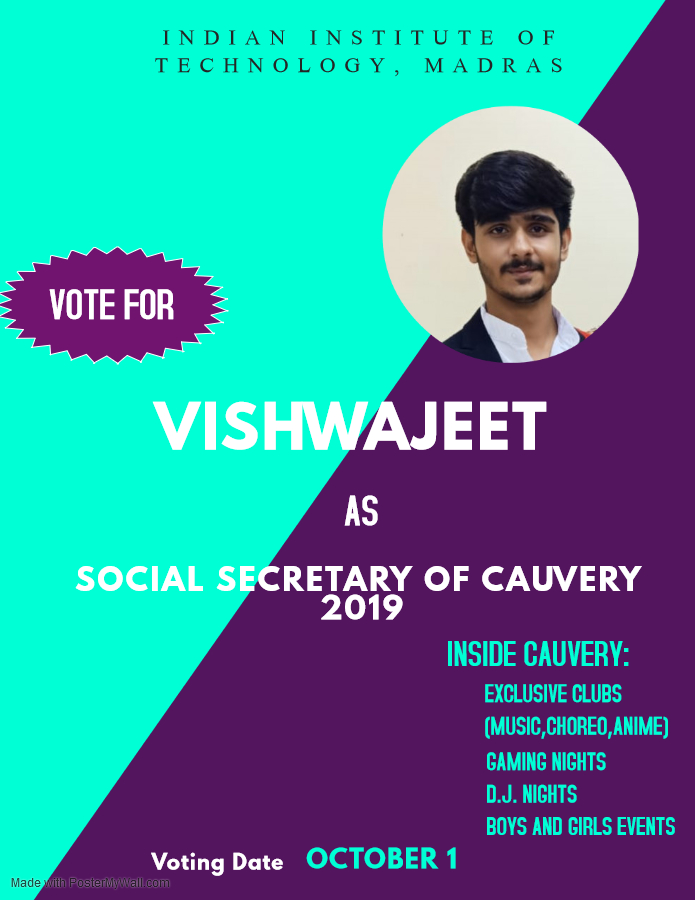 INDIAN INSTITUTE OF
TECHNOLOGY, MADRAS
VOTE FOR
VISHWAJEET
AS
SOCIAL SECRETARY OF CAUVERY
2019
INSIDE CAUVERY:
EXCLUSIVE CLUBS
(MUSIC,CHOREO,ANIME)
GAMING NIGHTS
D.J. NIGHTS
BOYS AND GIRLS EVENTS
Voting Date OCTOBER 1
Made with PosterMyWall.com